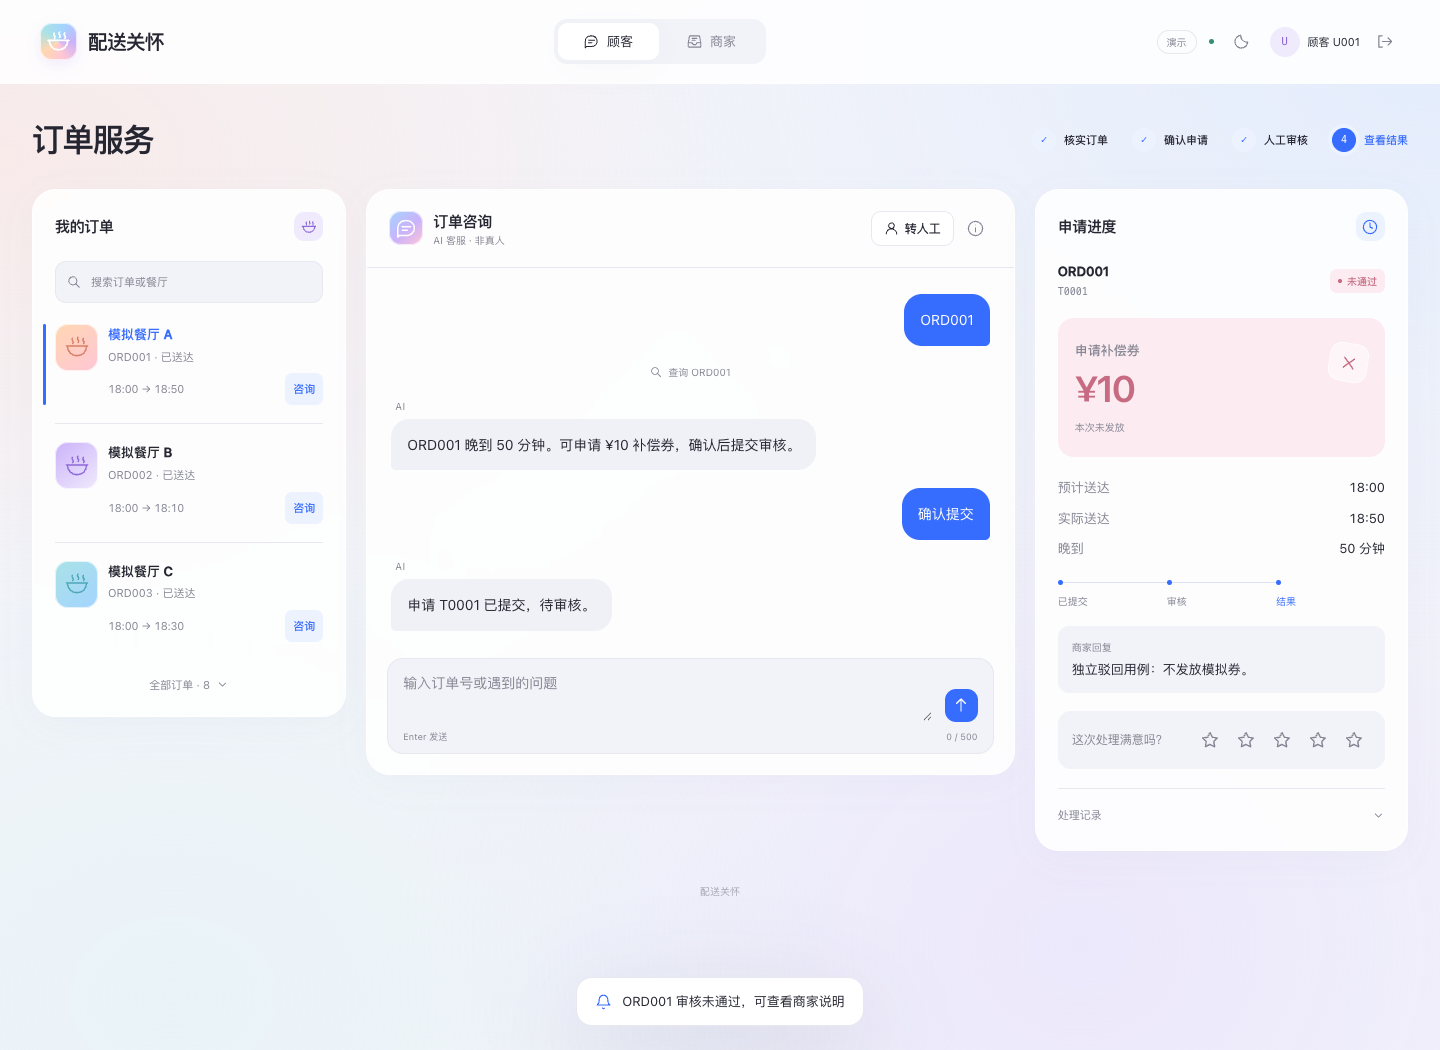 配送关怀
顾客
商家
演示
U
顾客 U001
订单服务
✓ 核实订单
✓ 确认申请
✓ 人工审核
4 查看结果
我的订单
搜索订单或餐厅
模拟餐厅 A
ORD001 · 已送达
18:00 → 18:50
咨询
模拟餐厅 B
ORD002 · 已送达
18:00 → 18:10
咨询
模拟餐厅 C
ORD003 · 已送达
18:00 → 18:30
咨询
全部订单 · 8
订单咨询
AI 客服 · 非真人
转人工
ORD001
查询 ORD001
AI
ORD001 晚到 50 分钟。可申请 ¥10 补偿券，确认后提交审核。
确认提交
AI
申请 T0001 已提交，待审核。
输入订单号或遇到的问题
Enter 发送
0 / 500
申请进度
ORD001
T0001
未通过
申请补偿券
¥10
本次未发放
预计送达 18:00
实际送达 18:50
晚到 50 分钟
已提交
审核
结果
商家回复
独立驳回用例：不发放模拟券。
这次处理满意吗？
处理记录
配送关怀
ORD001 审核未通过，可查看商家说明